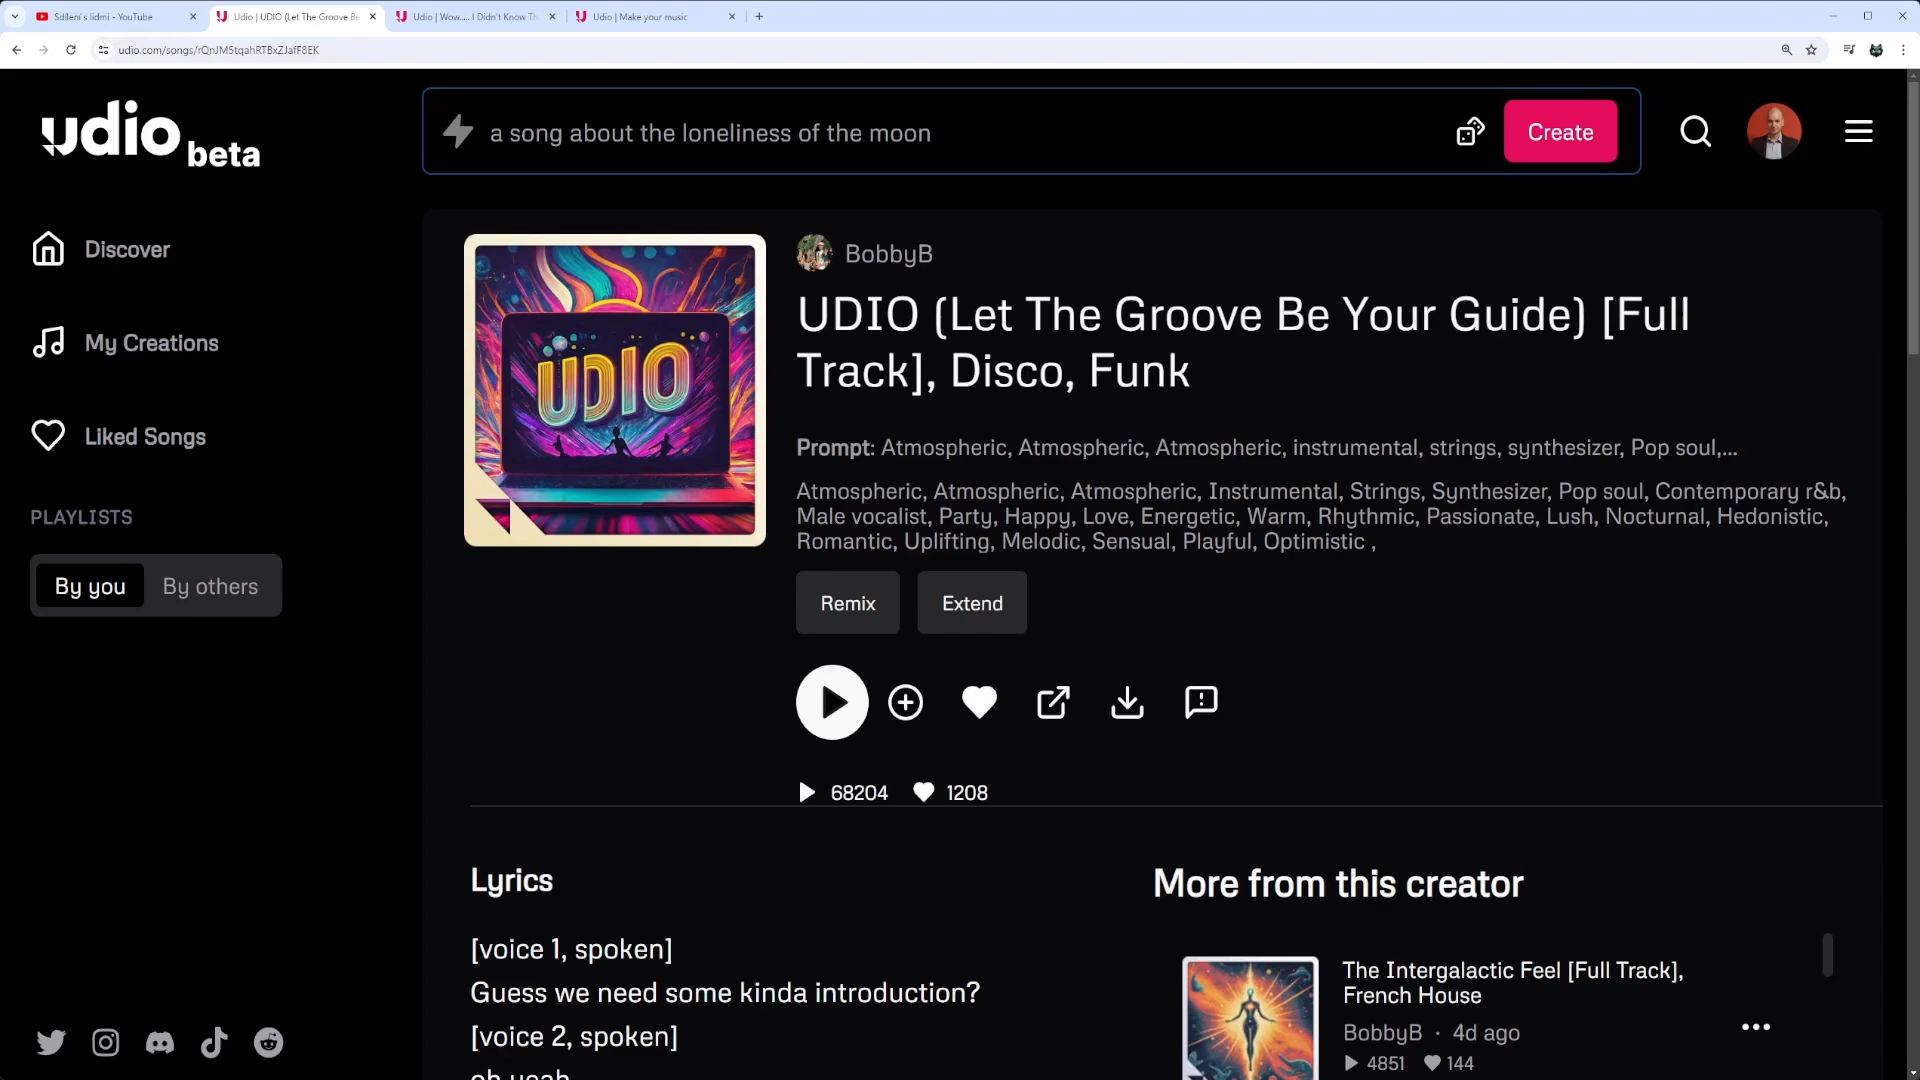 Sdílení s lidmi - YouTube
Udio | UDIO (Let The Groove Be
Udio | Wow..... I Didn't Know Th
Udio | Make your music
udio.com/songs/rQnJM5tqahRTBxZJafF8EK
udio beta
a song about the loneliness of the moon
Create
Discover
My Creations
Liked Songs
PLAYLISTS
By you
By others
UDIO
BobbyB
UDIO (Let The Groove Be Your Guide) [Full
Track], Disco, Funk
Prompt: Atmospheric, Atmospheric, Atmospheric, instrumental, strings, synthesizer, Pop soul,...
Atmospheric, Atmospheric, Atmospheric, Instrumental, Strings, Synthesizer, Pop soul, Contemporary r&b,
Male vocalist, Party, Happy, Love, Energetic, Warm, Rhythmic, Passionate, Lush, Nocturnal, Hedonistic,
Romantic, Uplifting, Melodic, Sensual, Playful, Optimistic ,
Remix
Extend
68204
1208
Lyrics
[voice 1, spoken]
Guess we need some kinda introduction?
[voice 2, spoken]
oh yeah
More from this creator
The Intergalactic Feel [Full Track],
French House
BobbyB · 4d ago
4851
144